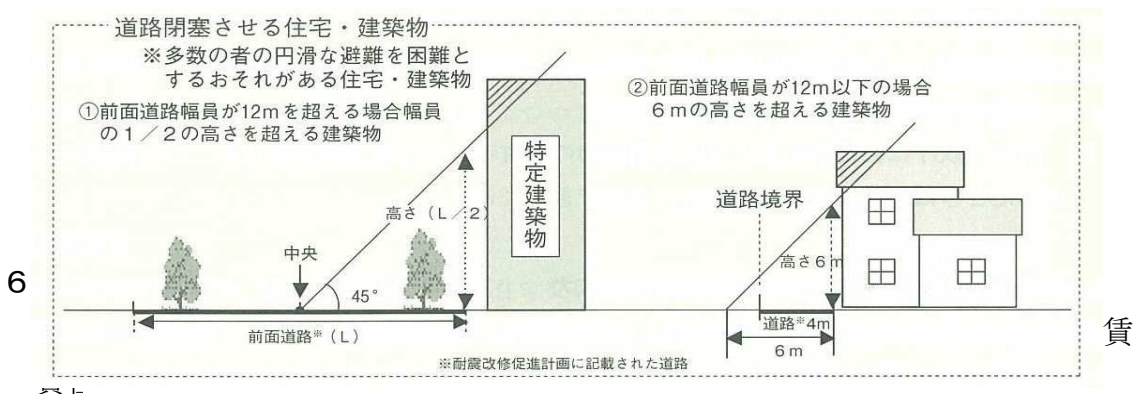 道路閉塞させる住宅・建築物
※多数の者の円滑な避難を困難と
するおそれがある住宅・建築物
①前面道路幅員が12mを超える場合幅員
の1/2の高さを超える建築物
特定建築物
高さ(L/2)
中央
45°
前面道路※(L)
②前面道路幅員が12m以下の場合
6mの高さを超える建築物
道路境界
高さ6m
道路※4m
6m
※耐震改修促進計画に記載された道路
6
賃